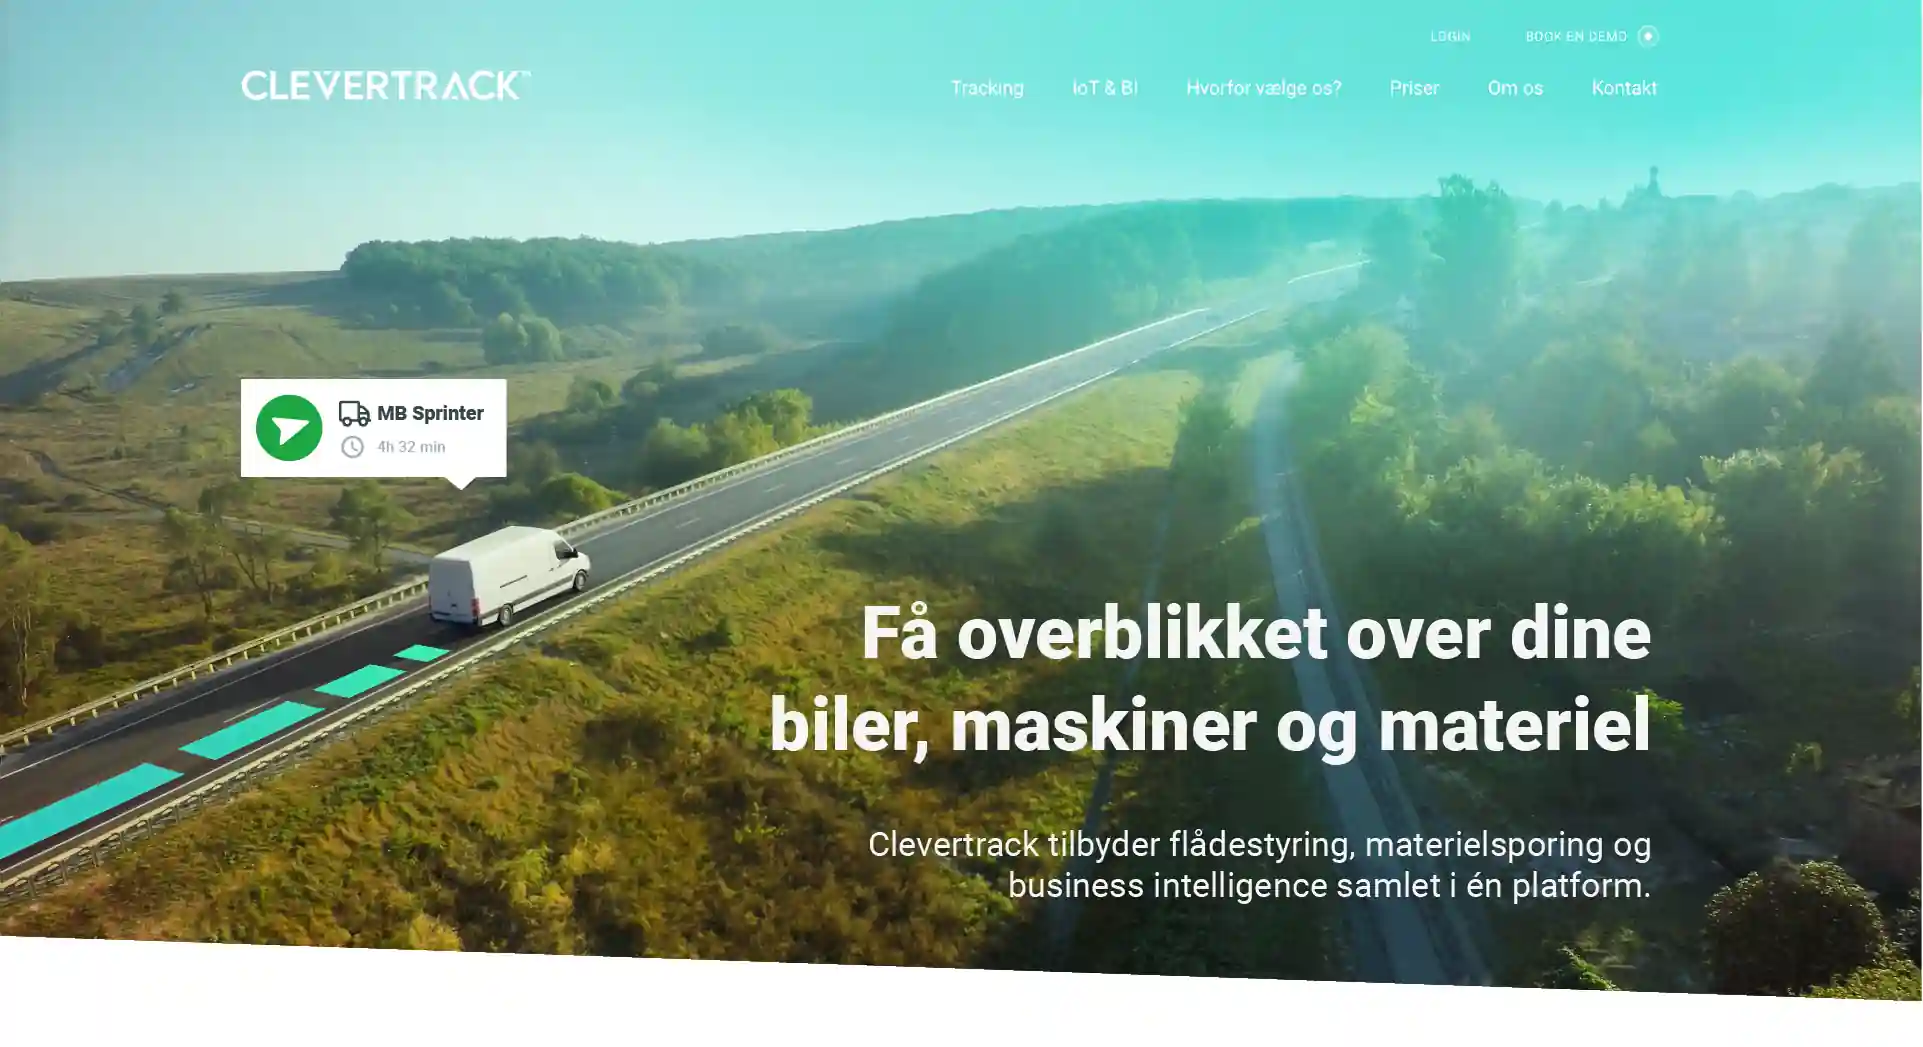 LOGIN BOOK EN DEMO
CLEVERTRACK™
Tracking IoT & BI Hvorfor vælge os? Priser Om os Kontakt
MB Sprinter
4h 32 min
Få overblikket over dine
biler, maskiner og materiel
Clevertrack tilbyder flådestyring, materielsporing og
business intelligence samlet i én platform.